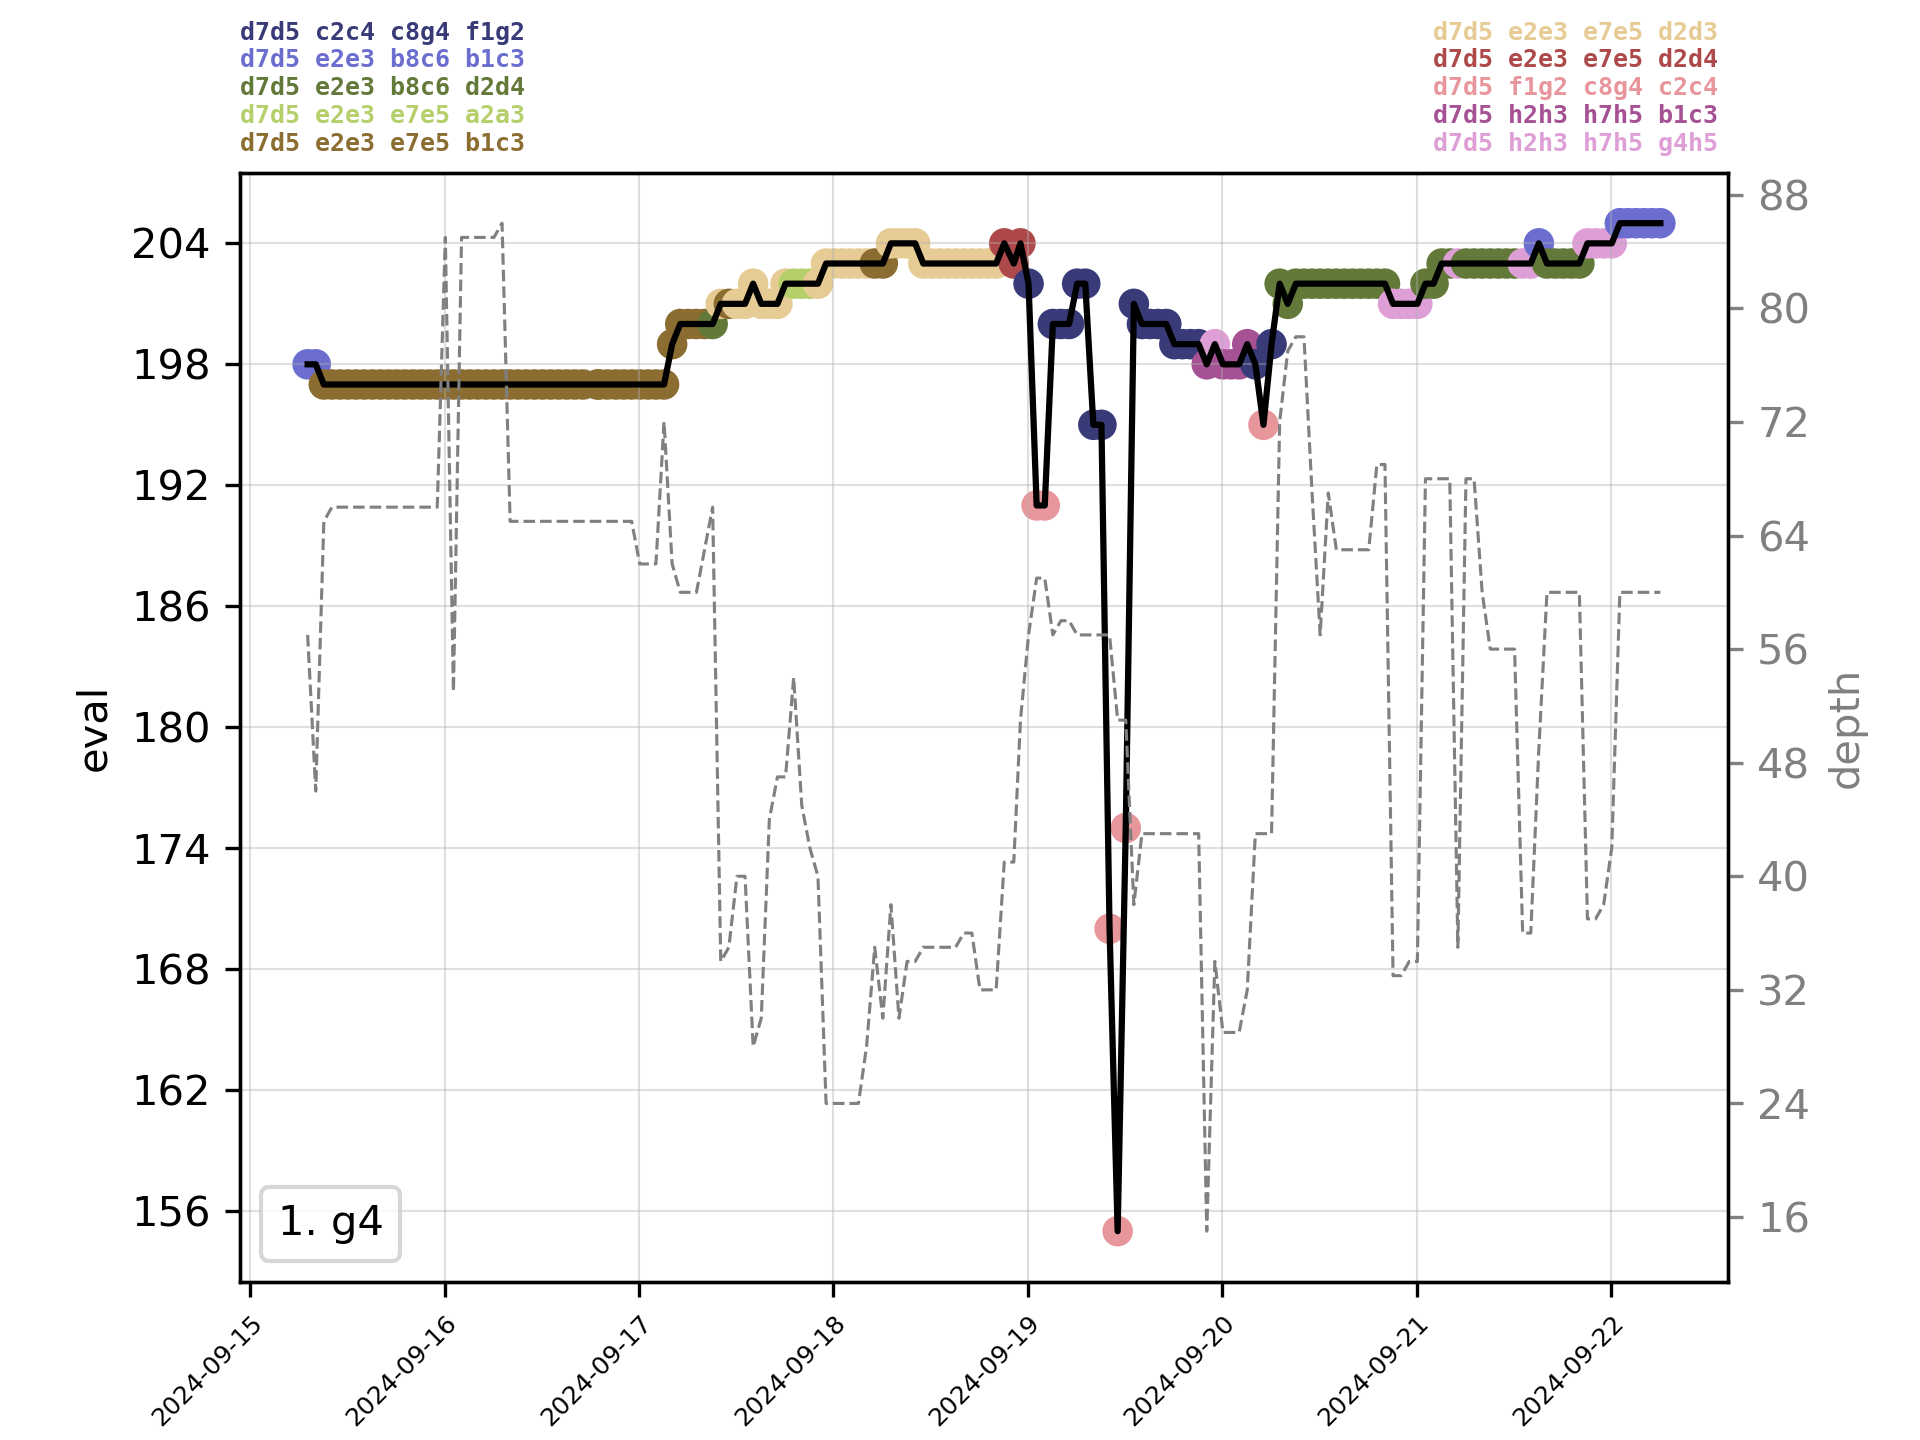 d7d5 c2c4 c8g4 f1g2
d7d5 e2e3 b8c6 b1c3
d7d5 e2e3 b8c6 d2d4
d7d5 e2e3 e7e5 a2a3
d7d5 e2e3 e7e5 b1c3
d7d5 e2e3 e7e5 d2d3
d7d5 e2e3 e7e5 d2d4
d7d5 f1g2 c8g4 c2c4
d7d5 h2h3 h7h5 b1c3
d7d5 h2h3 h7h5 g4h5
204
198
192
186
180
174
168
162
156
eval
88
80
72
64
56
48
40
32
24
16
depth
1. g4
2024-09-15
2024-09-16
2024-09-17
2024-09-18
2024-09-19
2024-09-20
2024-09-21
2024-09-22